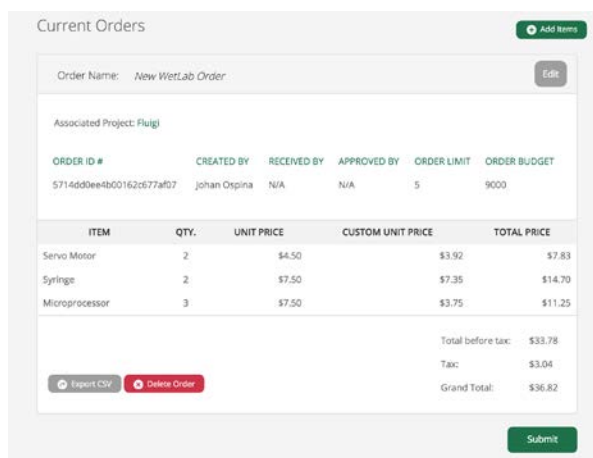 Current Orders
Add Items
Order Name: New WetLab Order
Edit
Associated Project: Fluigi
ORDER ID # CREATED BY RECEIVED BY APPROVED BY ORDER LIMIT ORDER BUDGET
5714dd0ee4b00162c677af07 Johan Ospina N/A N/A 5 9000
ITEM QTY. UNIT PRICE CUSTOM UNIT PRICE TOTAL PRICE
Servo Motor 2 $4.50 $3.92 $7.83
Syringe 2 $7.50 $7.35 $14.70
Microprocessor 3 $7.50 $3.75 $11.25
Total before tax: $33.78
Tax: $3.04
Export CSV Delete Order
Grand Total: $36.82
Submit